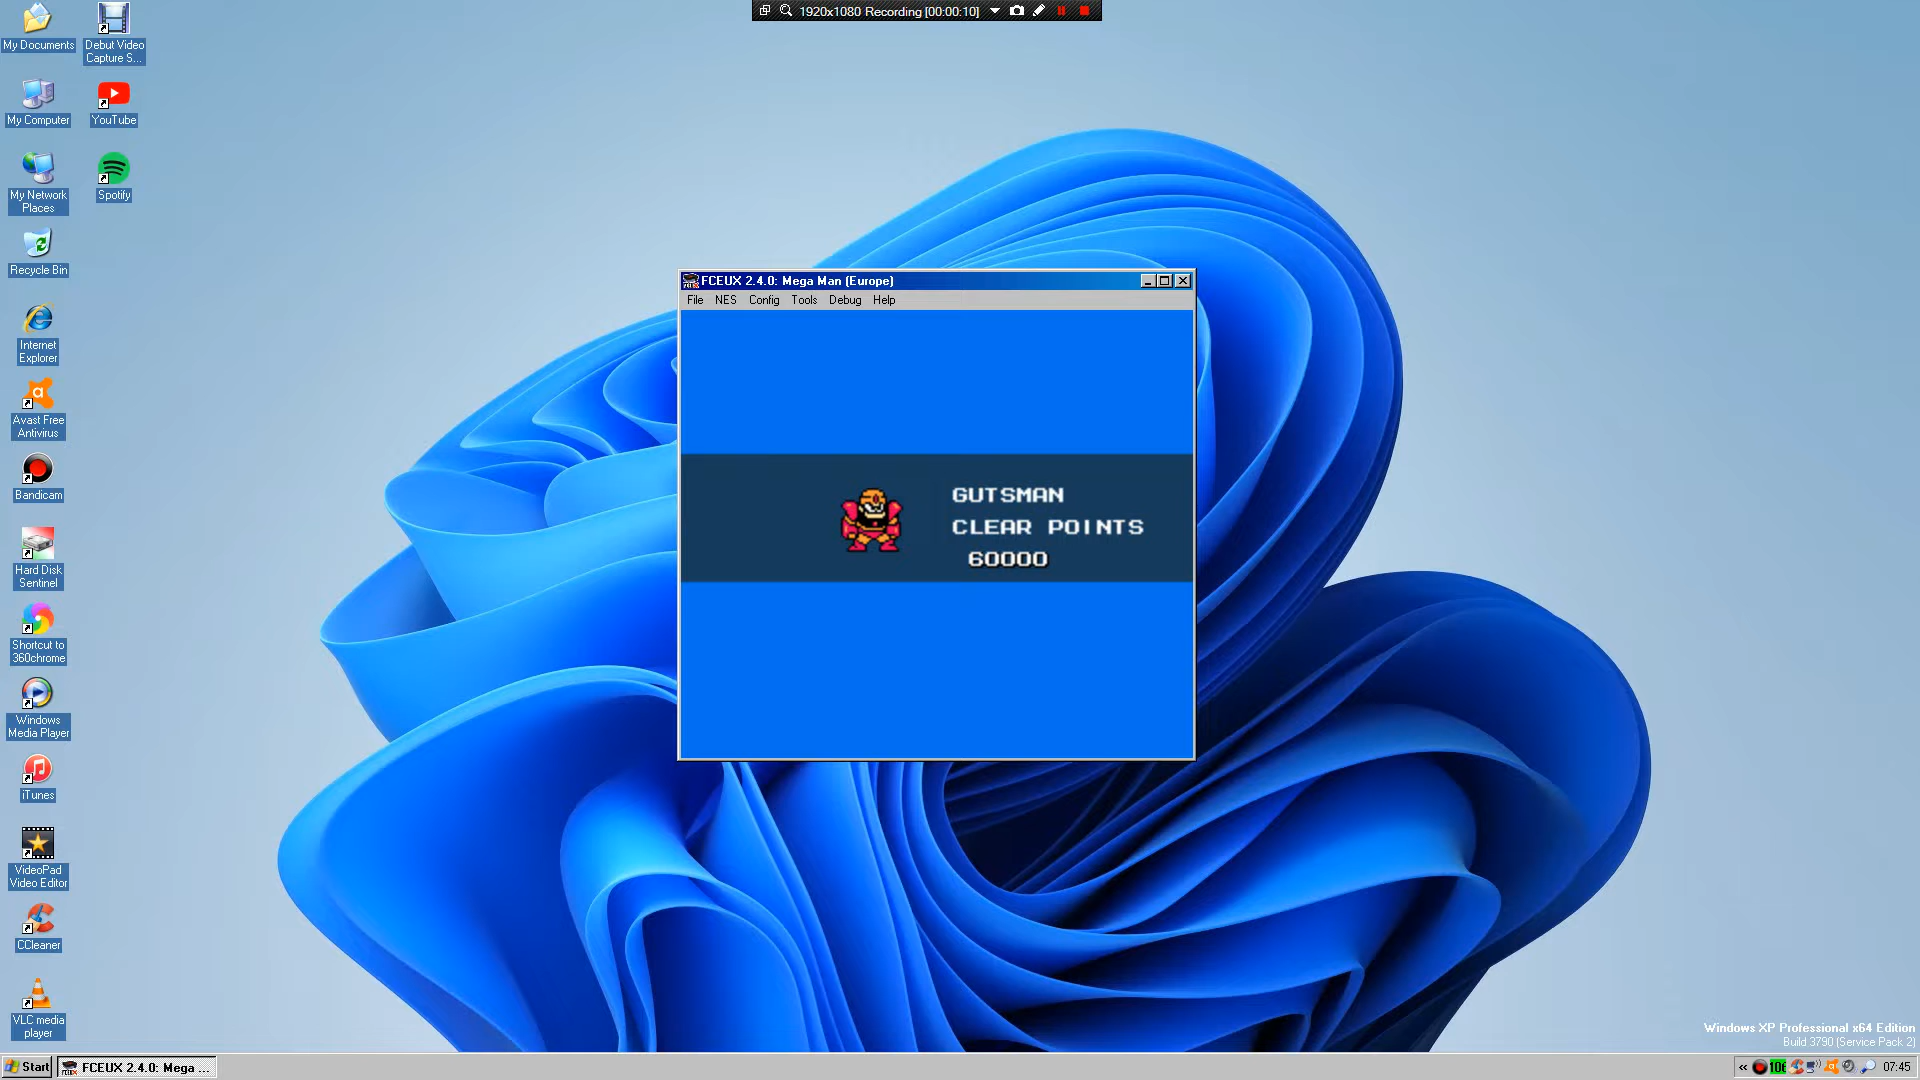 1920x1080 Recording [00:00:10]
My Documents
Debut Video
Capture S...
My Computer
YouTube
My Network
Places
Spotify
Recycle Bin
Internet
Explorer
Avast Free
Antivirus
Bandicam
Hard Disk
Sentinel
Shortcut to
360chrome
Windows
Media Player
iTunes
VideoPad
Video Editor
CCleaner
VLC media
player
FCEUX 2.4.0: Mega Man (Europe)
File NES Config Tools Debug Help
GUTSMAN
CLEAR POINTS
60000
Windows XP Professional x64 Edition
Build 3790 (Service Pack 2)
Start
FCEUX 2.4.0: Mega ...
«
07:45